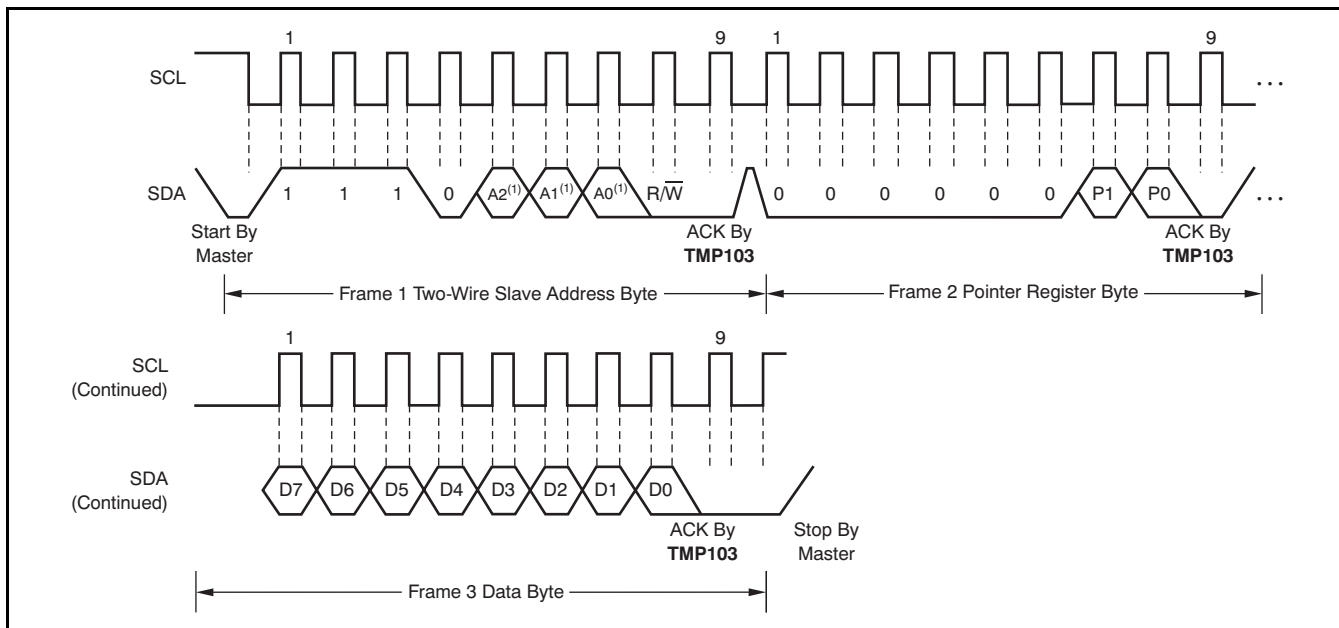 1 9 1 9
SCL ...
SDA 1 1 1 0 A2(1) A1(1) A0(1) R/W̅ 0 0 0 0 0 0 P1 P0 ...
Start By Master
ACK By TMP103
ACK By TMP103
Frame 1 Two-Wire Slave Address Byte
Frame 2 Pointer Register Byte
1 9
SCL (Continued)
SDA (Continued)
D7 D6 D5 D4 D3 D2 D1 D0
ACK By TMP103
Stop By Master
Frame 3 Data Byte